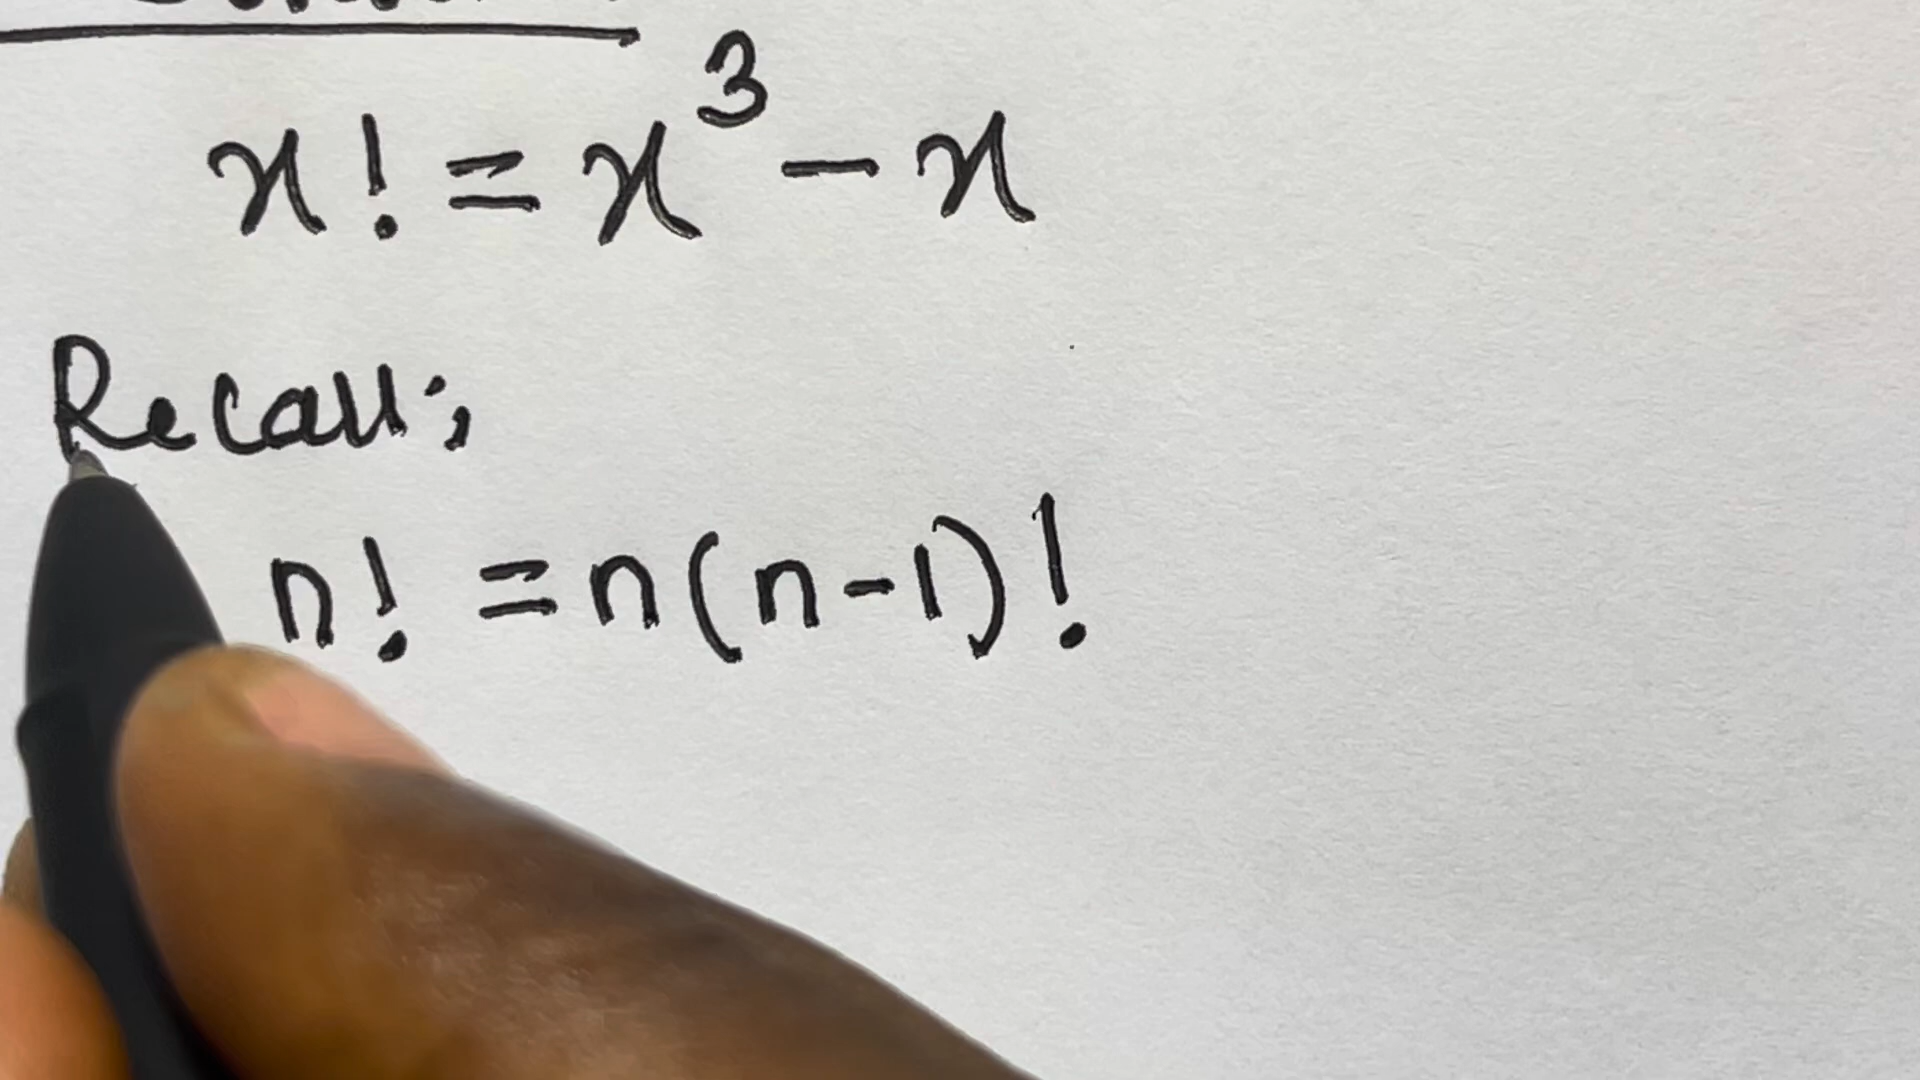 x! = x³ - x
Recall;
n! = n(n-1)!